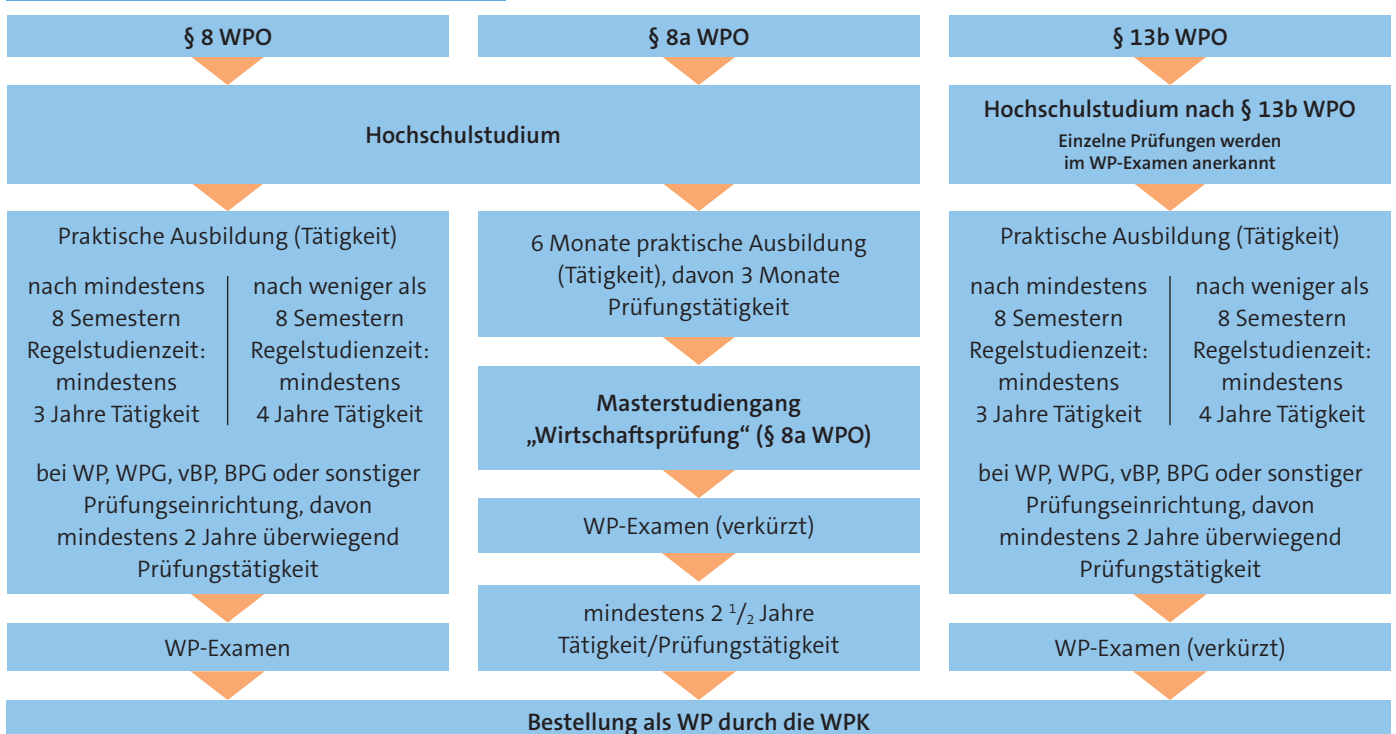 § 8 WPO
§ 8a WPO
§ 13b WPO
Hochschulstudium
Hochschulstudium nach § 13b WPO
Einzelne Prüfungen werden
im WP-Examen anerkannt
Praktische Ausbildung (Tätigkeit)
nach mindestens
8 Semestern
Regelstudienzeit:
mindestens
3 Jahre Tätigkeit
nach weniger als
8 Semestern
Regelstudienzeit:
mindestens
4 Jahre Tätigkeit
bei WP, WPG, vBP, BPG oder sonstiger
Prüfungseinrichtung, davon
mindestens 2 Jahre überwiegend
Prüfungstätigkeit
WP-Examen
6 Monate praktische Ausbildung
(Tätigkeit), davon 3 Monate
Prüfungstätigkeit
Masterstudiengang
„Wirtschaftsprüfung“ (§ 8a WPO)
WP-Examen (verkürzt)
mindestens 2 1/2 Jahre
Tätigkeit/Prüfungstätigkeit
Praktische Ausbildung (Tätigkeit)
nach mindestens
8 Semestern
Regelstudienzeit:
mindestens
3 Jahre Tätigkeit
nach weniger als
8 Semestern
Regelstudienzeit:
mindestens
4 Jahre Tätigkeit
bei WP, WPG, vBP, BPG oder sonstiger
Prüfungseinrichtung, davon
mindestens 2 Jahre überwiegend
Prüfungstätigkeit
WP-Examen (verkürzt)
Bestellung als WP durch die WPK